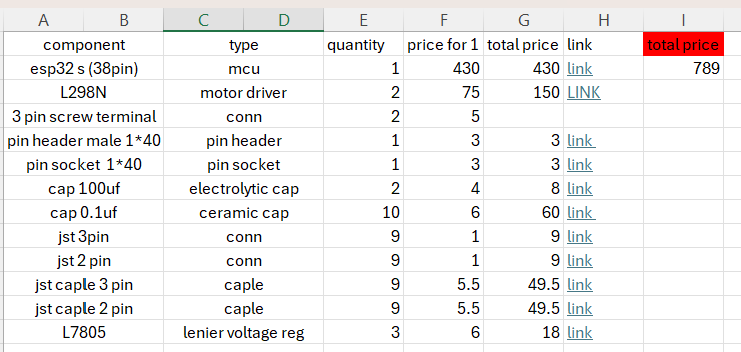 A B C D E F G H I
component type quantity price for 1 total price link total price
esp32 s (38pin) mcu 1 430 430 link 789
L298N motor driver 2 75 150 LINK
3 pin screw terminal conn 2 5
pin header male 1*40 pin header 1 3 3 link
pin socket 1*40 pin socket 1 3 3 link
cap 100uf electrolytic cap 2 4 8 link
cap 0.1uf ceramic cap 10 6 60 link
jst 3pin conn 9 1 9 link
jst 2 pin conn 9 1 9 link
jst caple 3 pin caple 9 5.5 49.5 link
jst caple 2 pin caple 9 5.5 49.5 link
L7805 lenier voltage reg 3 6 18 link